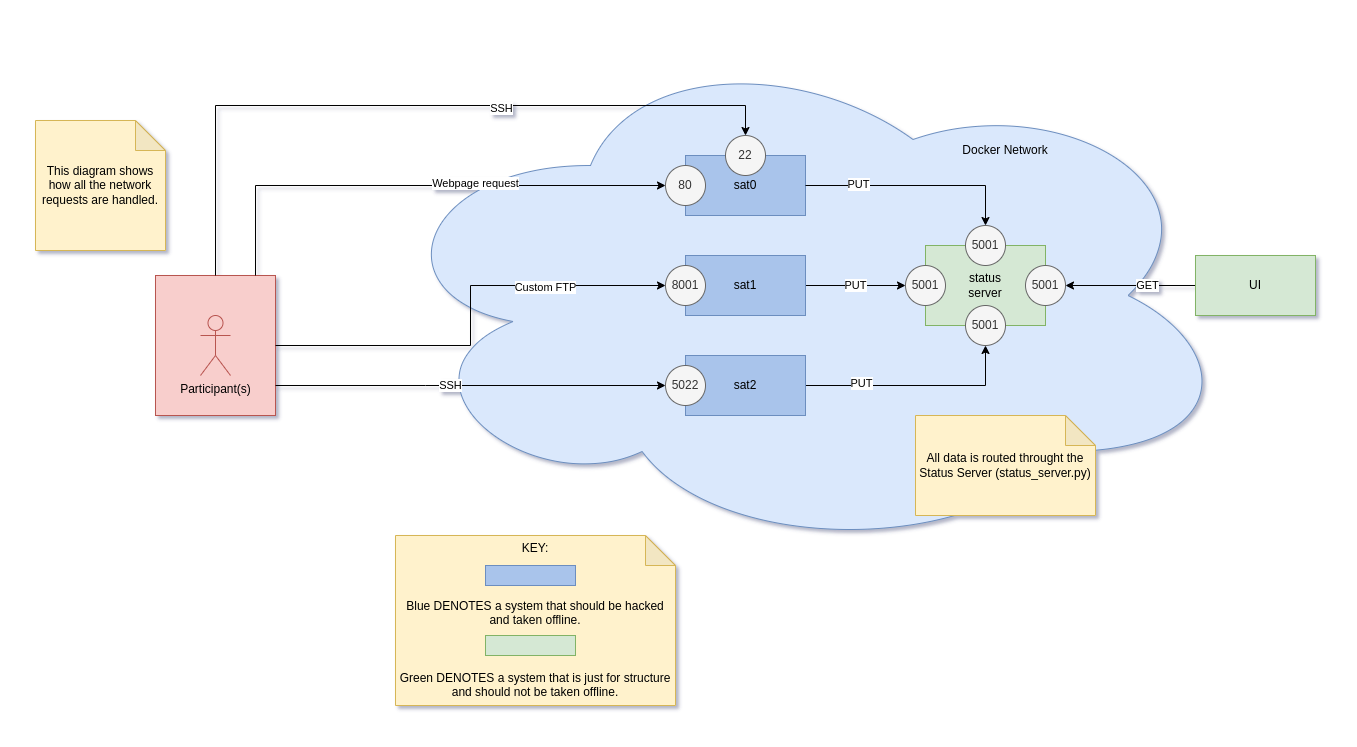 SSH
This diagram shows
how all the network
requests are handled.
Docker Network
22
Webpage request
80
sat0
PUT
5001
Custom FTP
8001
sat1
PUT
5001
status
server
5001
GET
UI
5001
Participant(s)
SSH
5022
sat2
PUT
All data is routed throught the
Status Server (status_server.py)
KEY:
Blue DENOTES a system that should be hacked
and taken offline.
Green DENOTES a system that is just for structure
and should not be taken offline.